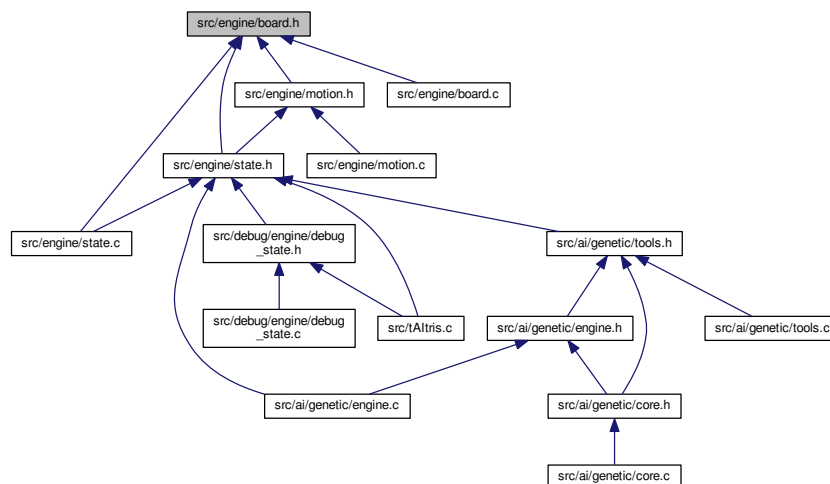 src/engine/board.h
src/engine/motion.h
src/engine/board.c
src/engine/state.h
src/engine/motion.c
src/engine/state.c
src/debug/engine/debug
_state.h
src/ai/genetic/tools.h
src/debug/engine/debug
_state.c
src/tAItris.c
src/ai/genetic/engine.h
src/ai/genetic/tools.c
src/ai/genetic/engine.c
src/ai/genetic/core.h
src/ai/genetic/core.c